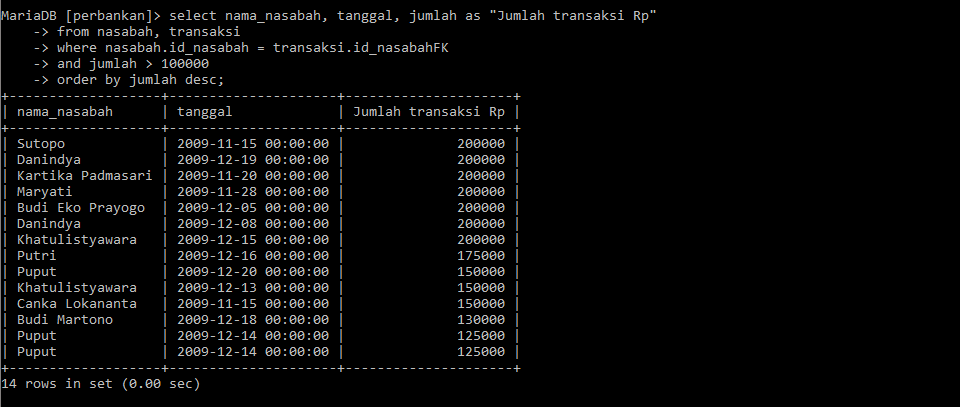 MariaDB [perbankan]> select nama_nasabah, tanggal, jumlah as "Jumlah transaksi Rp"
    -> from nasabah, transaksi
    -> where nasabah.id_nasabah = transaksi.id_nasabahFK
    -> and jumlah > 100000
    -> order by jumlah desc;
+-------------------+---------------------+---------------------+
| nama_nasabah      | tanggal             | Jumlah transaksi Rp |
+-------------------+---------------------+---------------------+
| Sutopo            | 2009-11-15 00:00:00 |              200000 |
| Danindya          | 2009-12-19 00:00:00 |              200000 |
| Kartika Padmasari | 2009-11-20 00:00:00 |              200000 |
| Maryati           | 2009-11-28 00:00:00 |              200000 |
| Budi Eko Prayogo  | 2009-12-05 00:00:00 |              200000 |
| Danindya          | 2009-12-08 00:00:00 |              200000 |
| Khatulistyawara   | 2009-12-15 00:00:00 |              200000 |
| Putri             | 2009-12-16 00:00:00 |              175000 |
| Puput             | 2009-12-20 00:00:00 |              150000 |
| Khatulistyawara   | 2009-12-13 00:00:00 |              150000 |
| Canka Lokananta   | 2009-11-15 00:00:00 |              150000 |
| Budi Martono      | 2009-12-18 00:00:00 |              130000 |
| Puput             | 2009-12-14 00:00:00 |              125000 |
| Puput             | 2009-12-14 00:00:00 |              125000 |
+-------------------+---------------------+---------------------+
14 rows in set (0.00 sec)